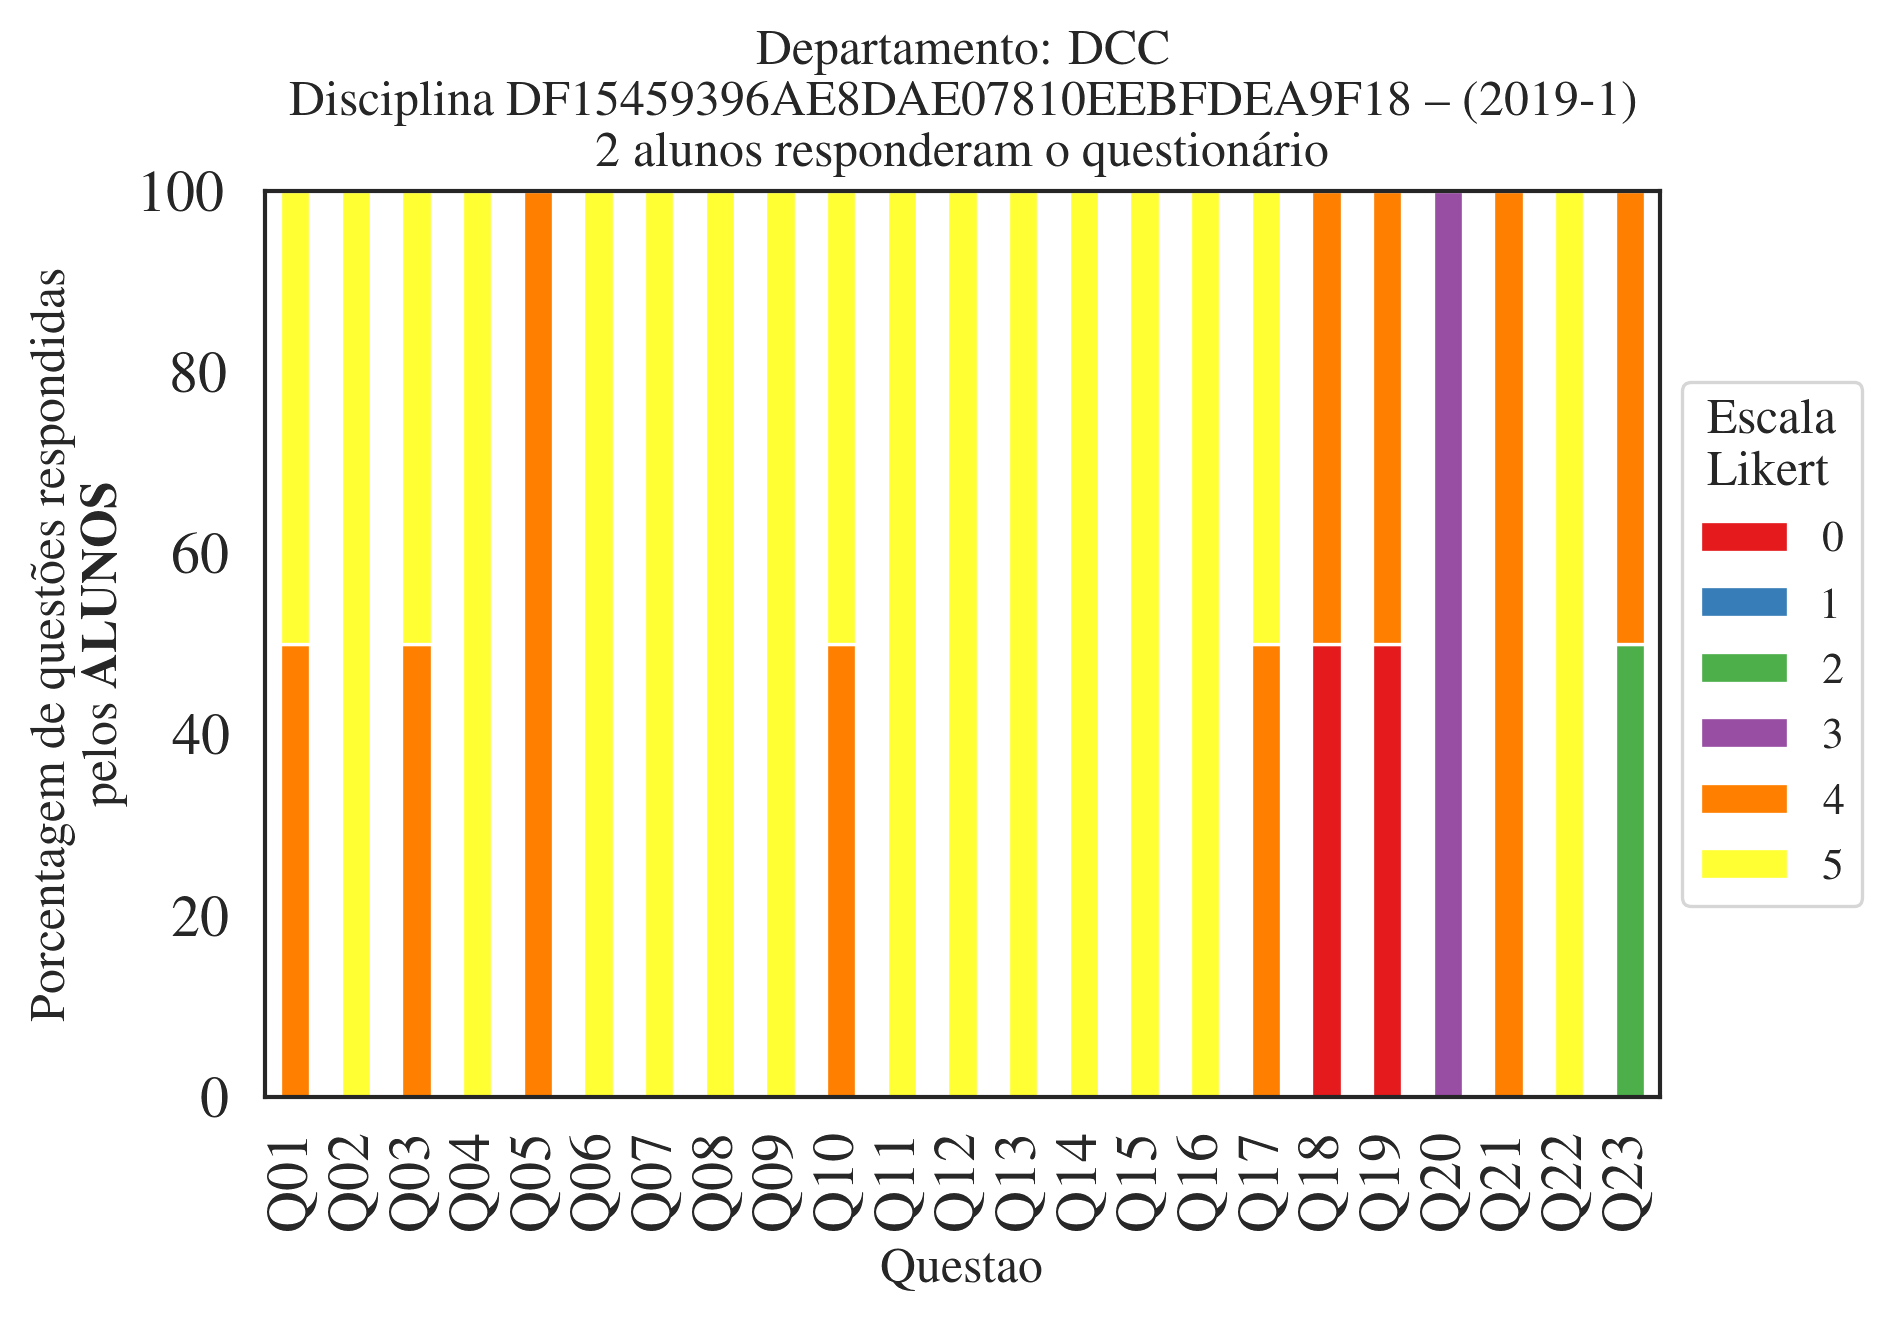 Departamento: DCC
Disciplina DF15459396AE8DAE07810EEBFDEA9F18 – (2019-1)
2 alunos responderam o questionário
Porcentagem de questões respondidas
pelos ALUNOS
100
80
60
40
20
0
Q01
Q02
Q03
Q04
Q05
Q06
Q07
Q08
Q09
Q10
Q11
Q12
Q13
Q14
Q15
Q16
Q17
Q18
Q19
Q20
Q21
Q22
Q23
Questao
Escala
Likert
0
1
2
3
4
5